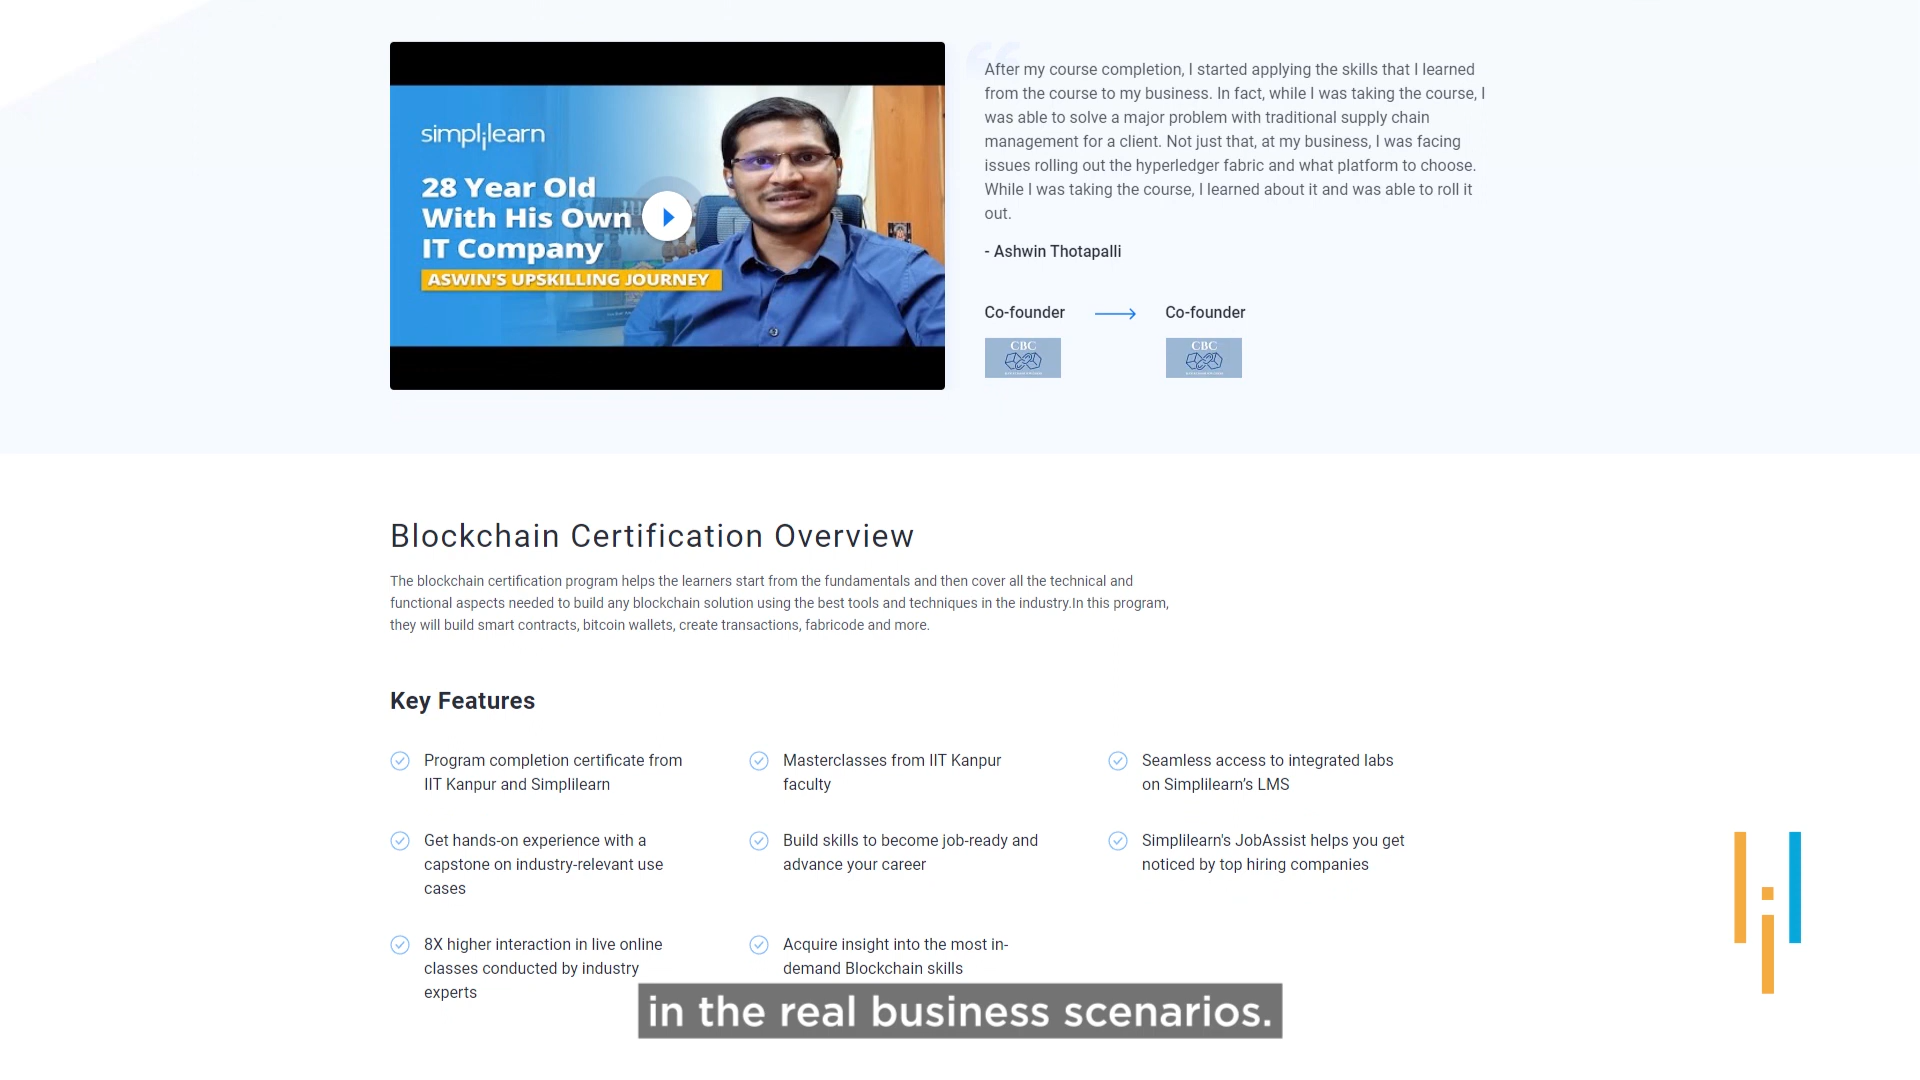 simplilearn
28 Year Old
With His Own
IT Company
ASWIN'S UPSKILLING JOURNEY
After my course completion, I started applying the skills that I learned
from the course to my business. In fact, while I was taking the course, I
was able to solve a major problem with traditional supply chain
management for a client. Not just that, at my business, I was facing
issues rolling out the hyperledger fabric and what platform to choose.
While I was taking the course, I learned about it and was able to roll it
out.
- Ashwin Thotapalli
Co-founder
Co-founder
CBC
CBC
Blockchain Certification Overview
The blockchain certification program helps the learners start from the fundamentals and then cover all the technical and
functional aspects needed to build any blockchain solution using the best tools and techniques in the industry.In this program,
they will build smart contracts, bitcoin wallets, create transactions, fabricode and more.
Key Features
Program completion certificate from
IIT Kanpur and Simplilearn
Masterclasses from IIT Kanpur
faculty
Seamless access to integrated labs
on Simplilearn’s LMS
Get hands-on experience with a
capstone on industry-relevant use
cases
Build skills to become job-ready and
advance your career
Simplilearn's JobAssist helps you get
noticed by top hiring companies
8X higher interaction in live online
classes conducted by industry
experts
Acquire insight into the most in-
demand Blockchain skills
in the real business scenarios.